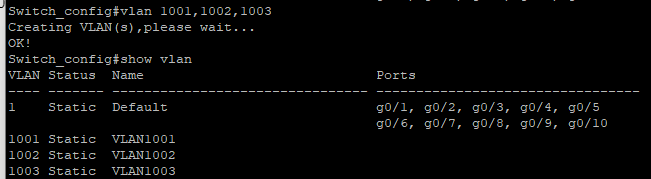 Switch_config#vlan 1001,1002,1003
Creating VLAN(s),please wait...
OK!
Switch_config#show vlan
VLAN Status  Name                             Ports
---- ------- -------------------------------- ---------------------------------
1    Static  Default                          g0/1, g0/2, g0/3, g0/4, g0/5
                                              g0/6, g0/7, g0/8, g0/9, g0/10
1001 Static  VLAN1001
1002 Static  VLAN1002
1003 Static  VLAN1003